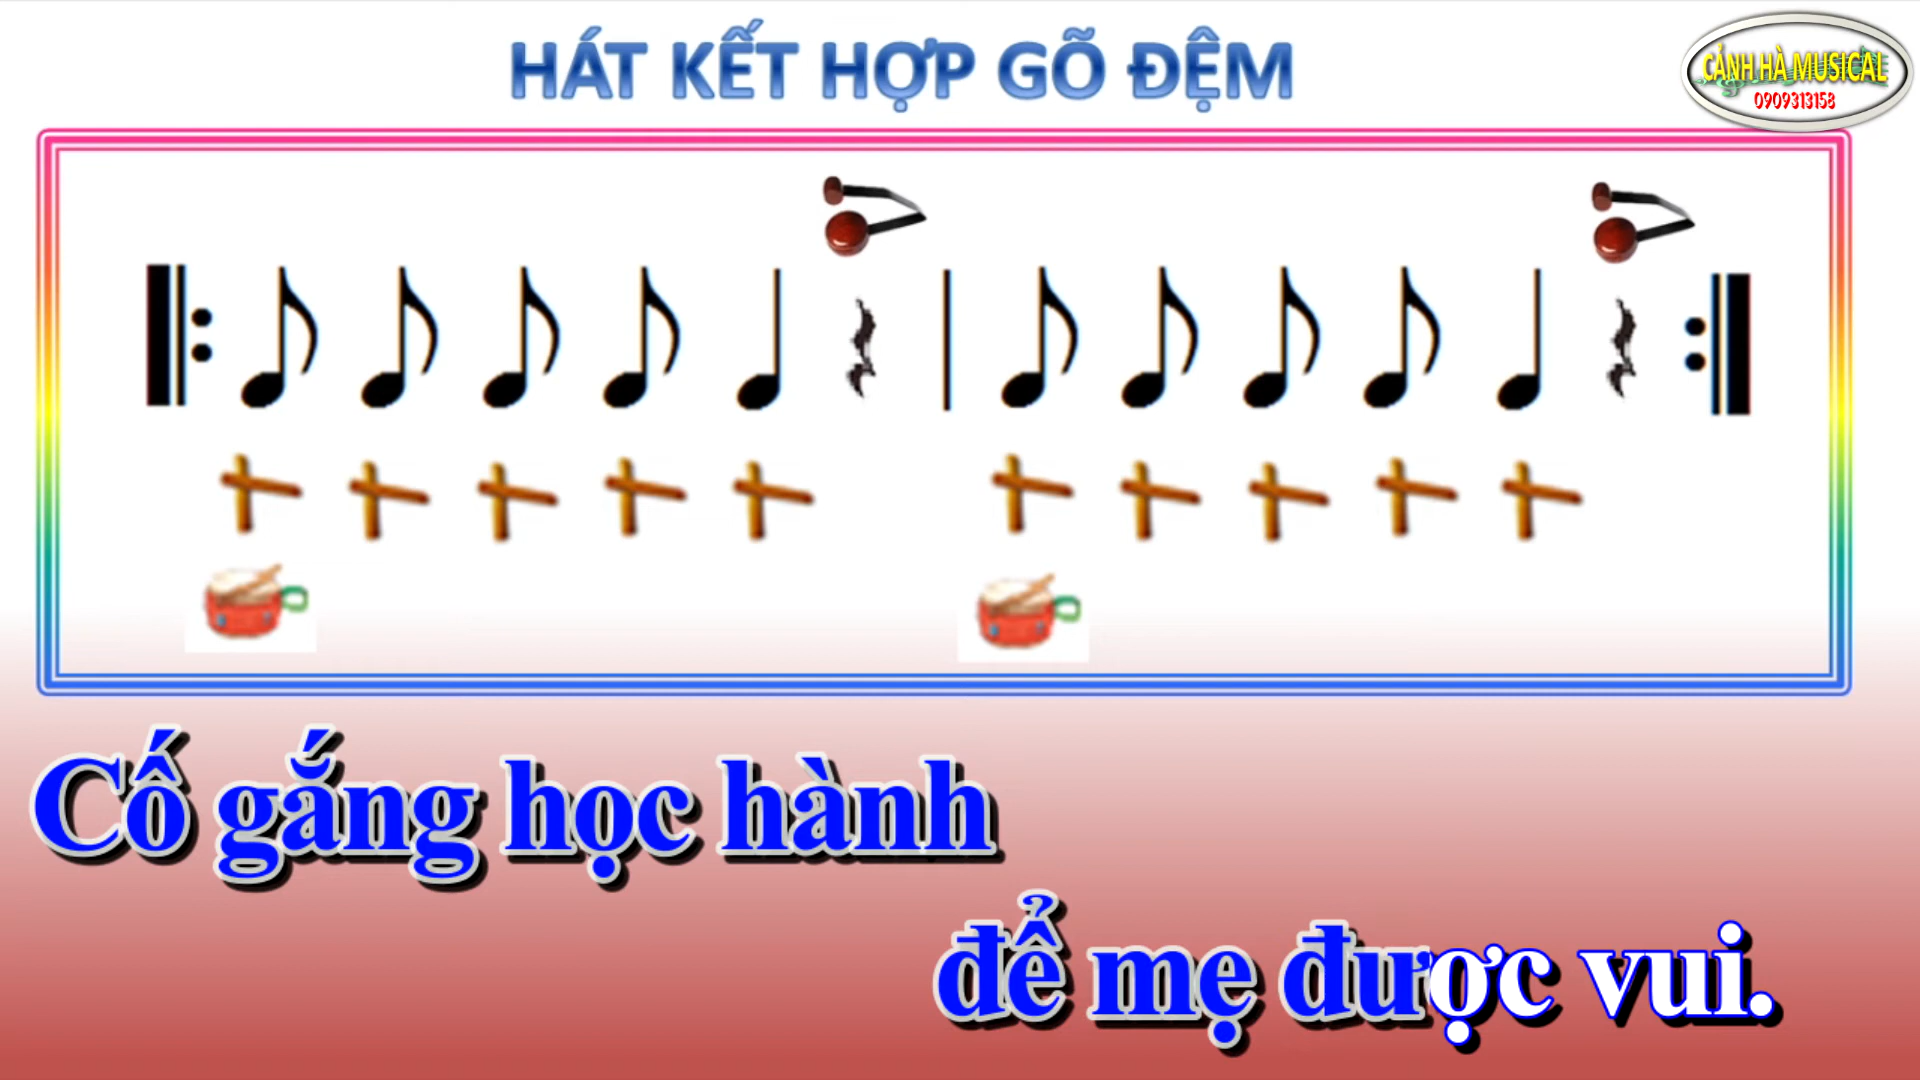 HÁT KẾT HỢP GÕ ĐỆM
CẢNH HÀ MUSICAL
0909313158
Cố gắng học hành
để mẹ được vui.